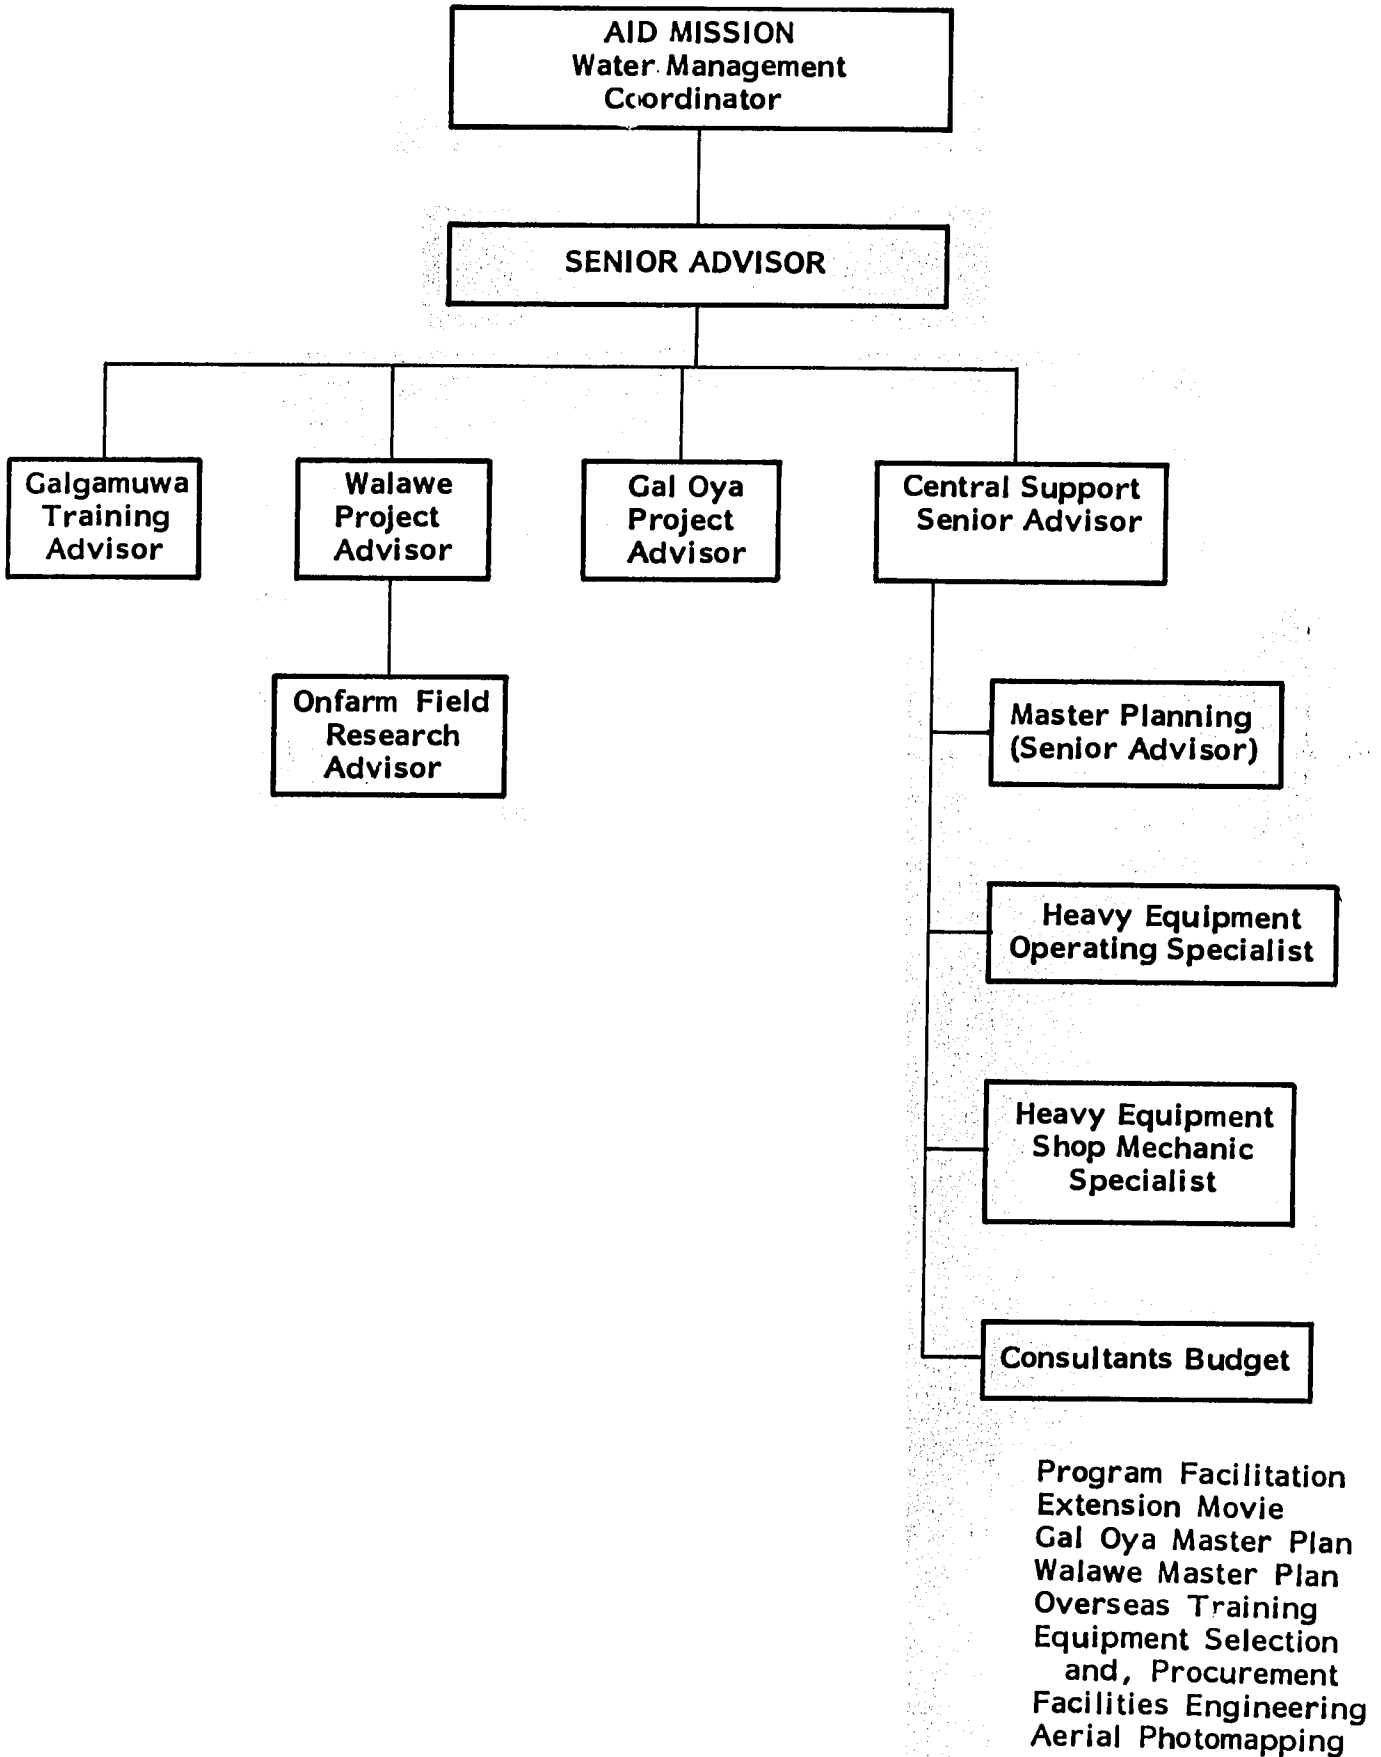 AID MISSION
Water Management
Coordinator
SENIOR ADVISOR
Galgamuwa
Training
Advisor
Walawe
Project
Advisor
Gal Oya
Project
Advisor
Central Support
Senior Advisor
Onfarm Field
Research
Advisor
Master Planning
(Senior Advisor)
Heavy Equipment
Operating Specialist
Heavy Equipment
Shop Mechanic
Specialist
Consultants Budget
Program Facilitation
Extension Movie
Gal Oya Master Plan
Walawe Master Plan
Overseas Training
Equipment Selection
and, Procurement
Facilities Engineering
Aerial Photomapping